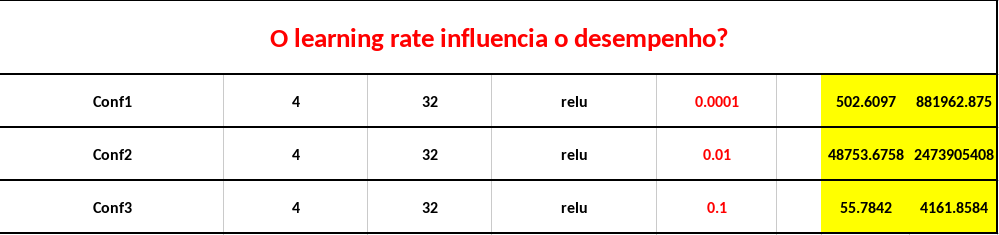 O learning rate influencia o desempenho?
Conf1 4 32 relu 0.0001 502.6097 881962.875
Conf2 4 32 relu 0.01 48753.6758 2473905408
Conf3 4 32 relu 0.1 55.7842 4161.8584